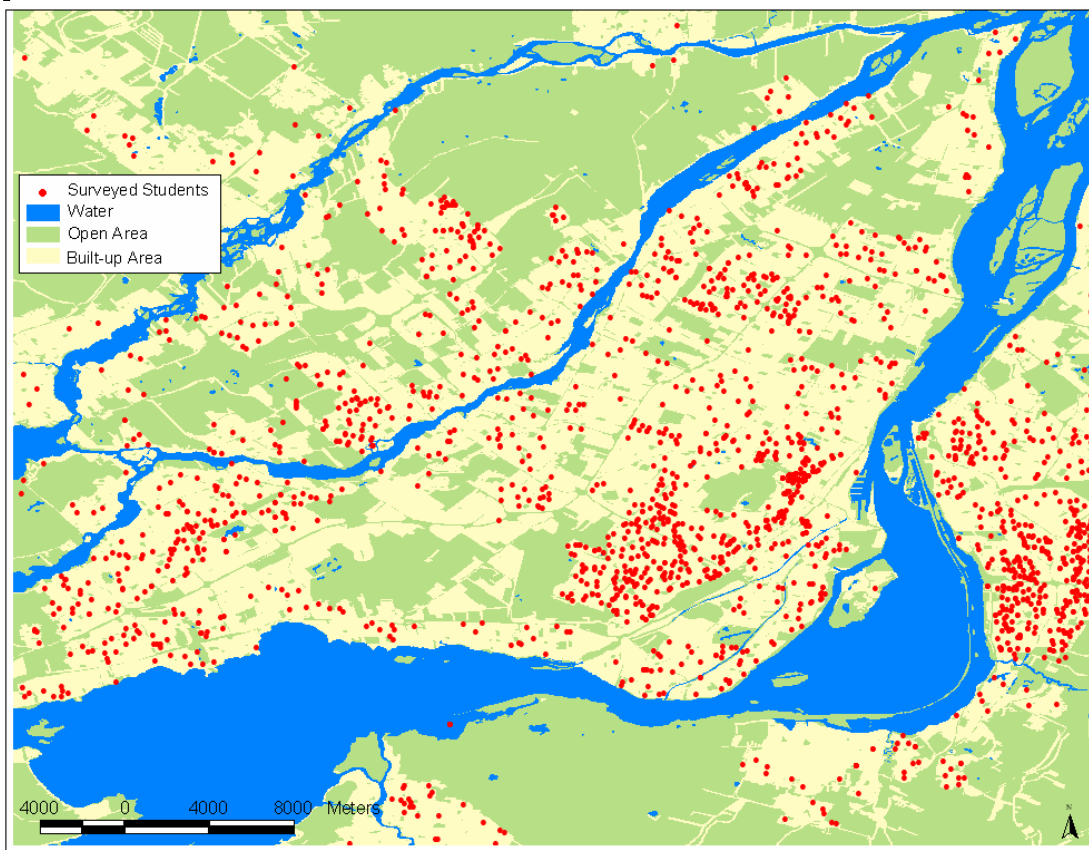 Surveyed Students
Water
Open Area
Built-up Area
4000 0 4000 8000 Meters
N